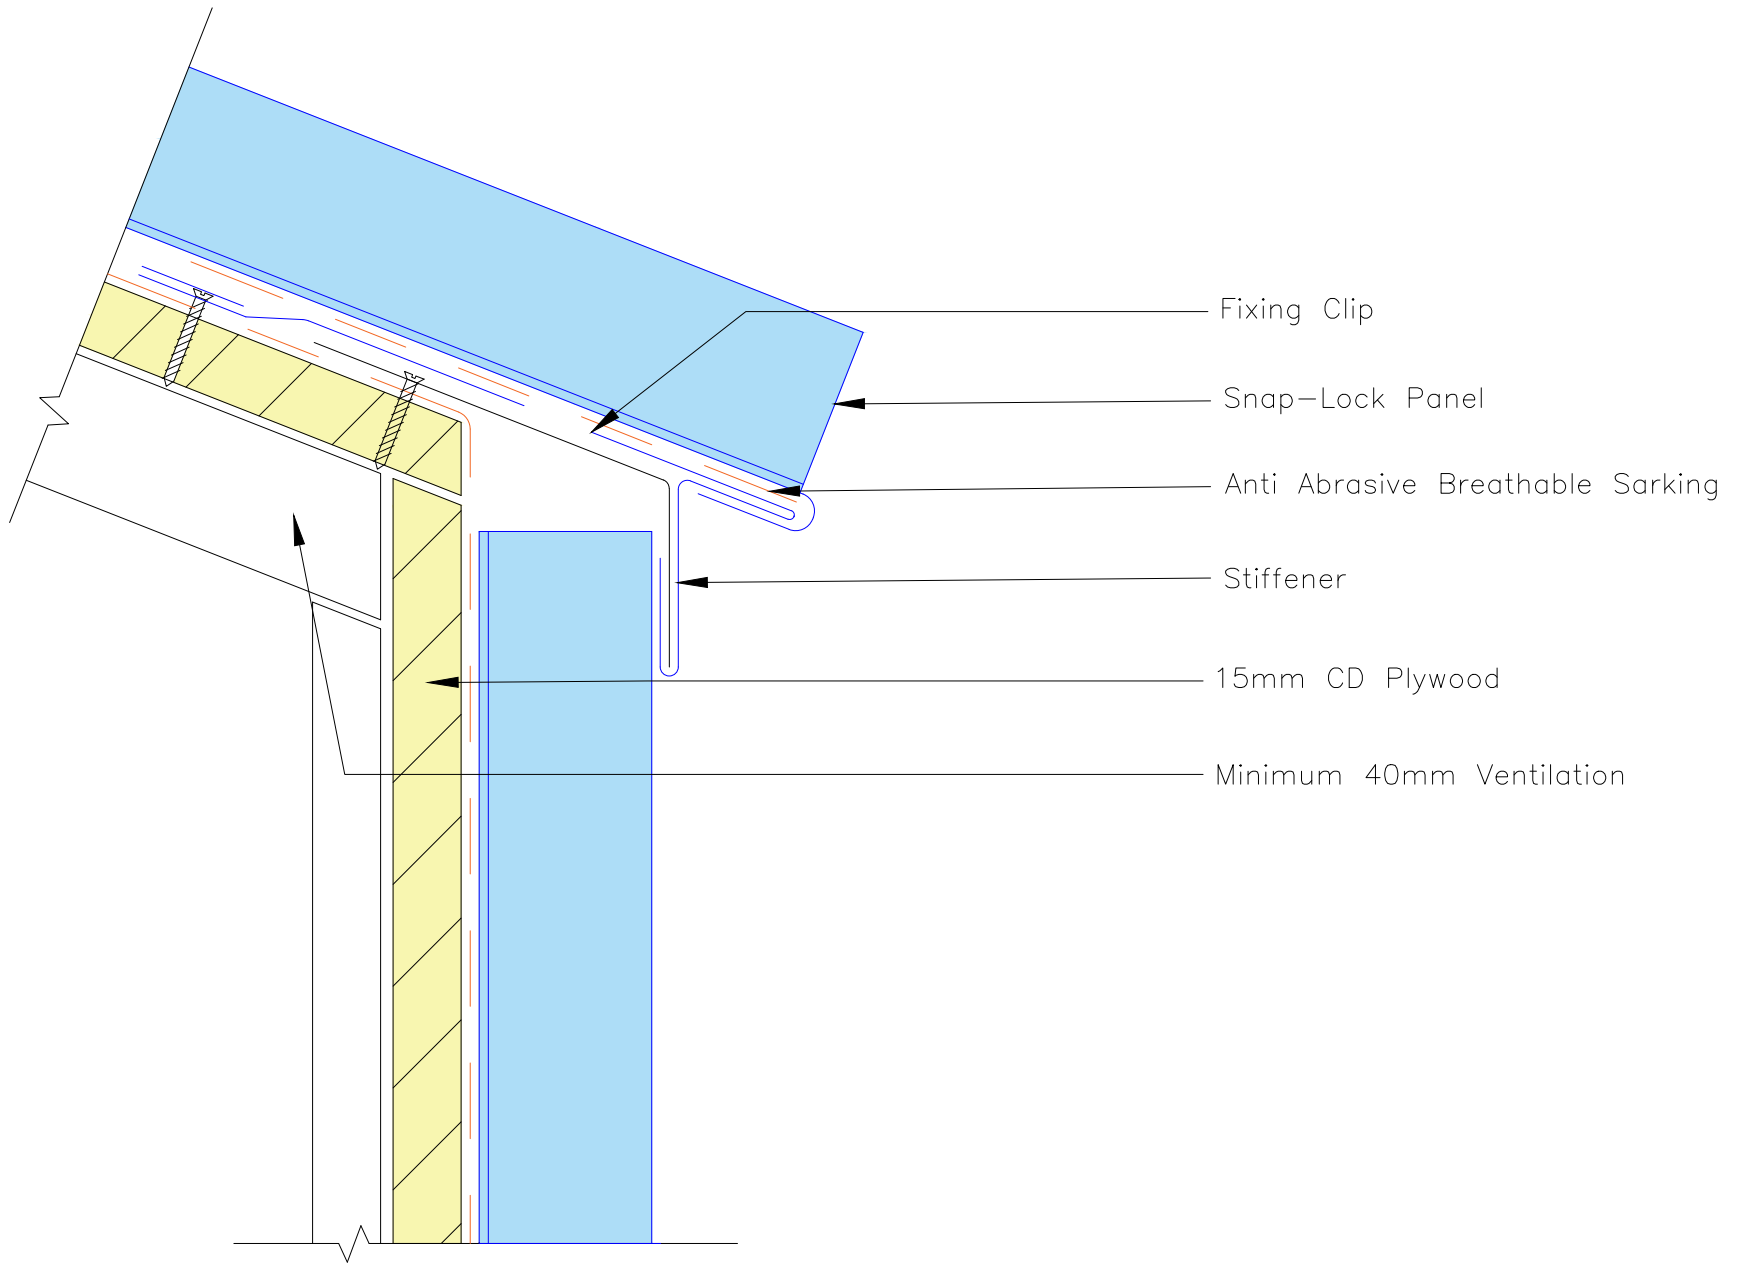 Fixing Clip
Snap-Lock Panel
Anti Abrasive Breathable Sarking
Stiffener
15mm CD Plywood
Minimum 40mm Ventilation